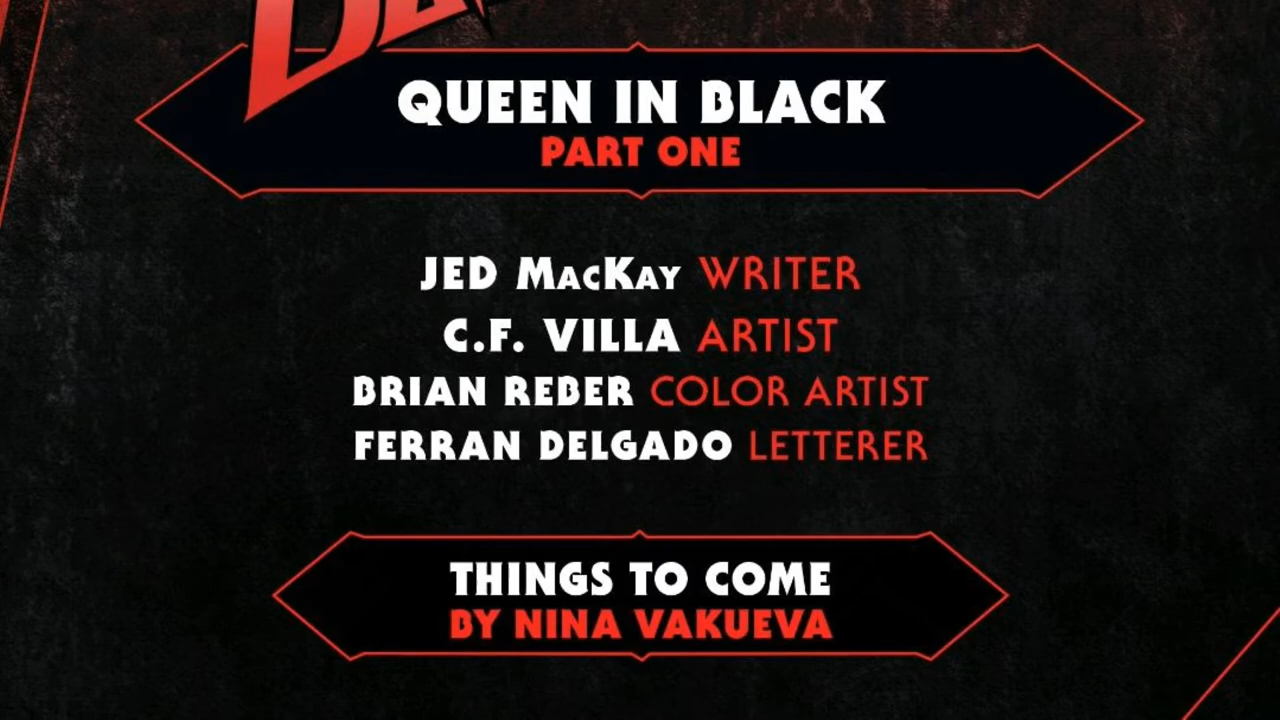 QUEEN IN BLACK
PART ONE
JED MACKAY WRITER
C.F. VILLA ARTIST
BRIAN REBER COLOR ARTIST
FERRAN DELGADO LETTERER
THINGS TO COME
BY NINA VAKUEVA